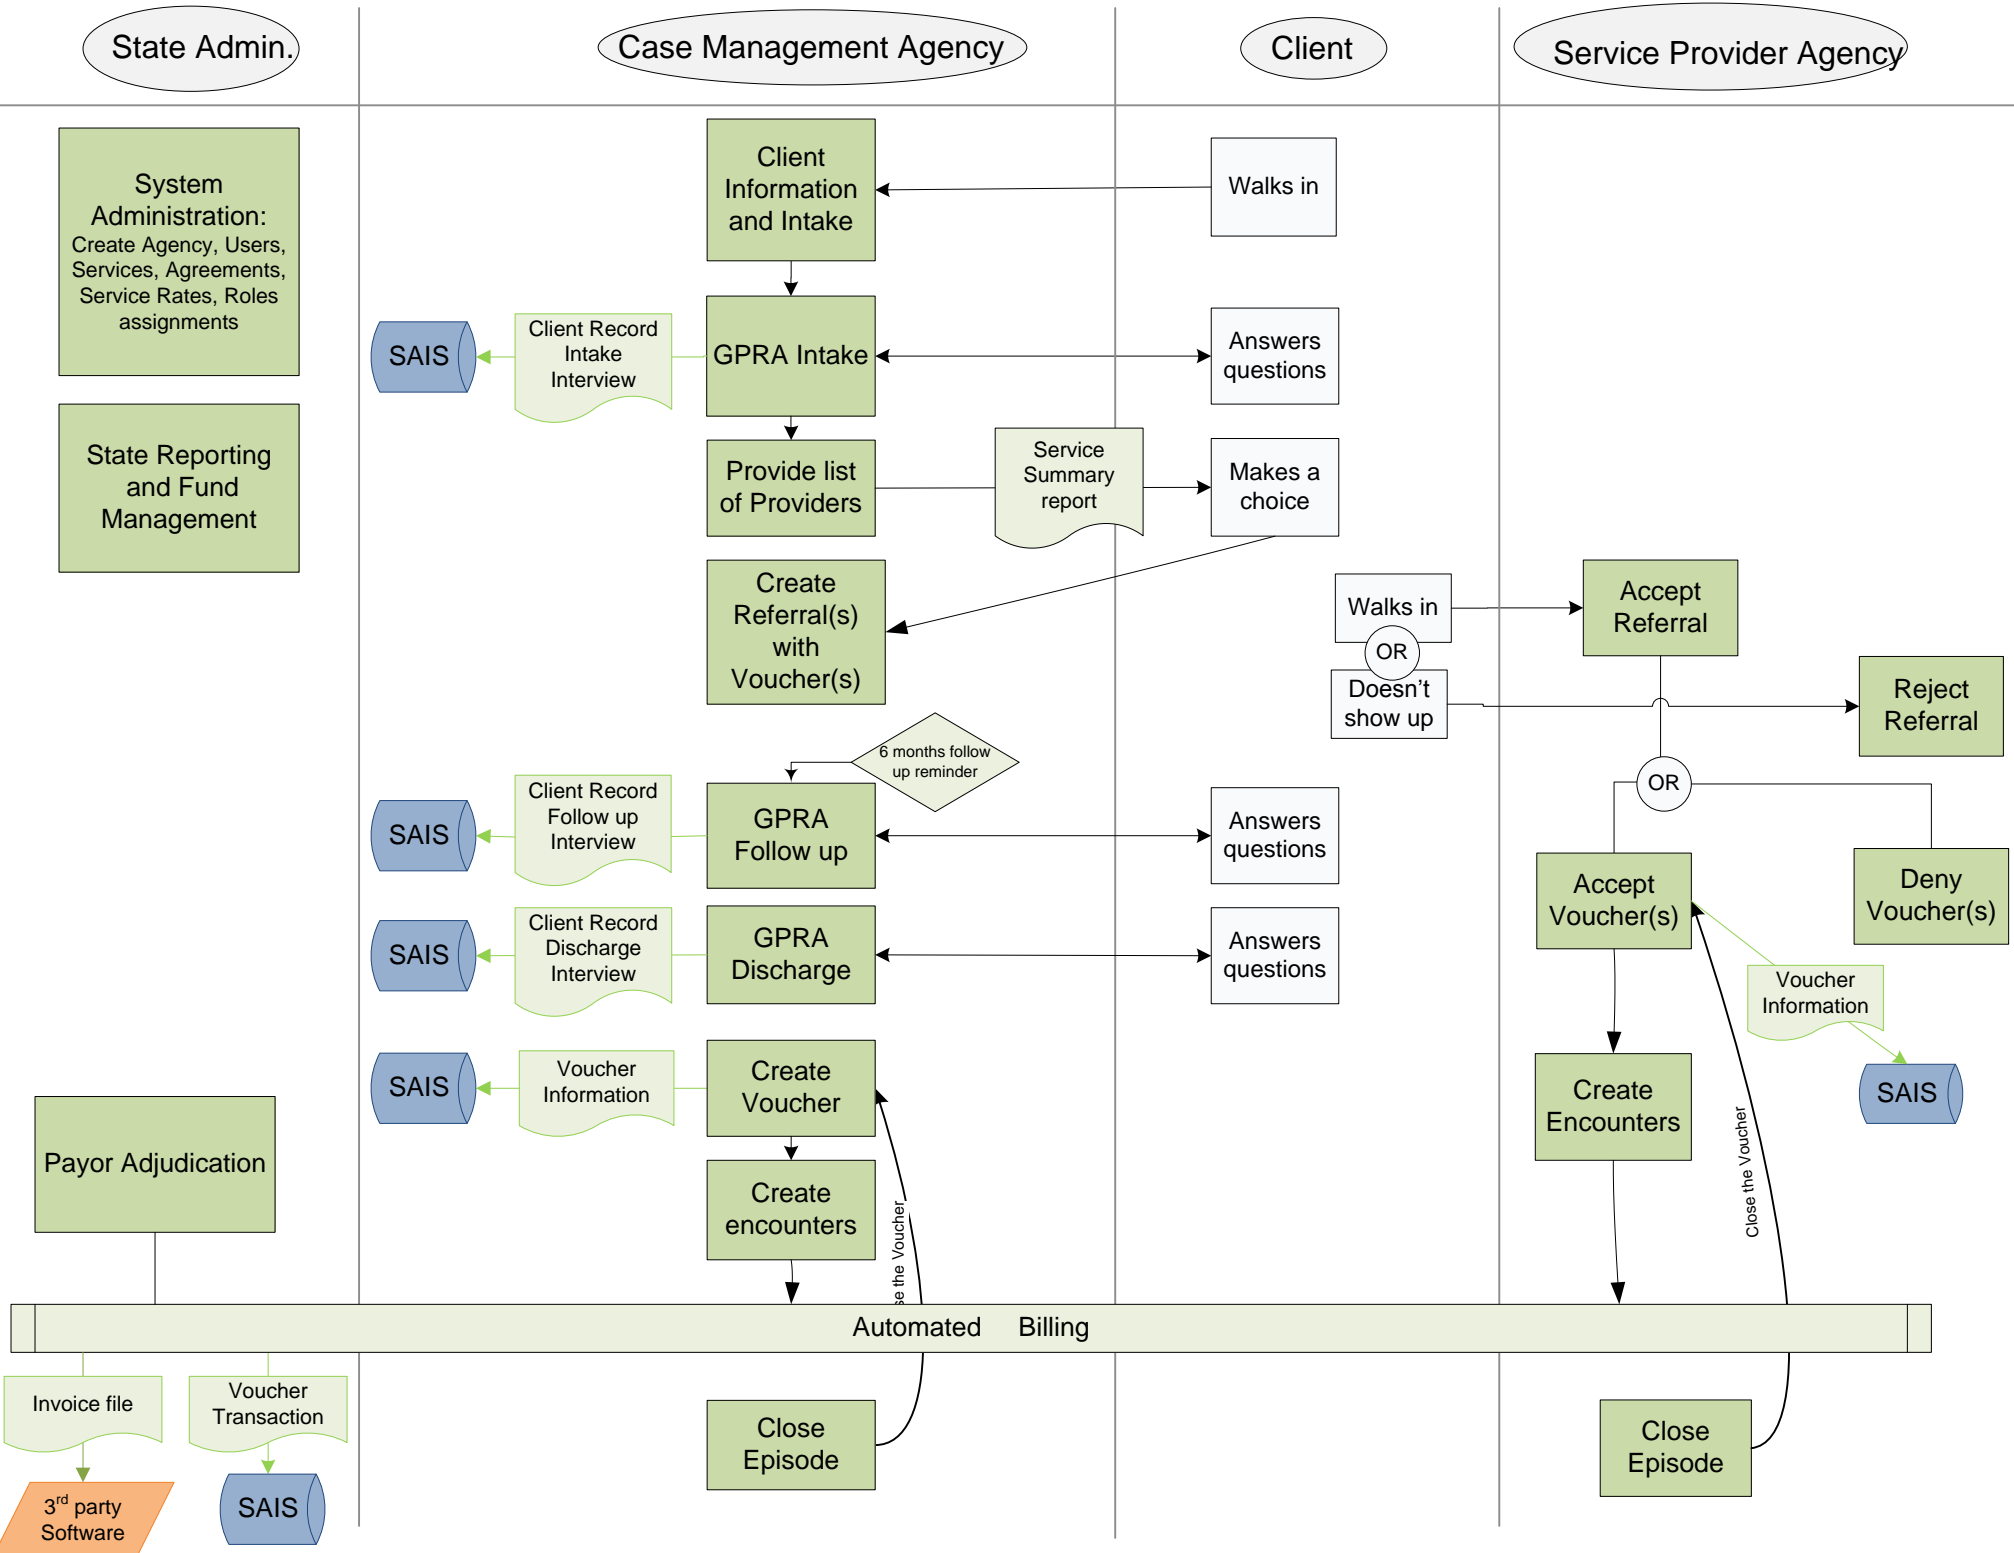 State Admin.
Case Management Agency
Client
Service Provider Agency
System
Administration:
Create Agency, Users,
Services, Agreements,
Service Rates, Roles
assignments
State Reporting
and Fund
Management
Client
Information
and Intake
Walks in
SAIS
Client Record
Intake
Interview
GPRA Intake
Answers
questions
Provide list
of Providers
Service
Summary
report
Makes a
choice
Create
Referral(s)
with
Voucher(s)
Walks in
OR
Doesn't
show up
Accept
Referral
Reject
Referral
6 months follow
up reminder
OR
SAIS
Client Record
Follow up
Interview
GPRA
Follow up
Answers
questions
Accept
Voucher(s)
Deny
Voucher(s)
SAIS
Client Record
Discharge
Interview
GPRA
Discharge
Answers
questions
Voucher
Information
SAIS
SAIS
Voucher
Information
Create
Voucher
Create
Encounters
Close the Voucher
Payor Adjudication
Create
encounters
se the Voucher
Automated Billing
Invoice file
Voucher
Transaction
Close
Episode
Close
Episode
3rd party
Software
SAIS